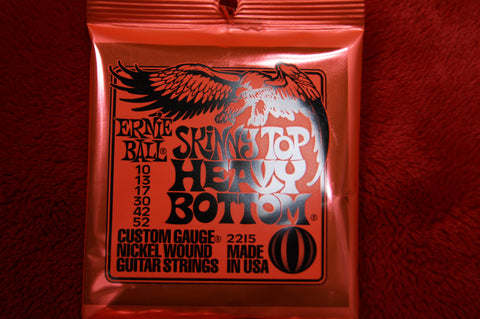 ERNIE
BALL®
SKINNY TOP
HEAVY
BOTTOM®
10
13
17
30
42
52
CUSTOM GAUGE® 2215
NICKEL WOUND MADE
GUITAR STRINGS IN USA